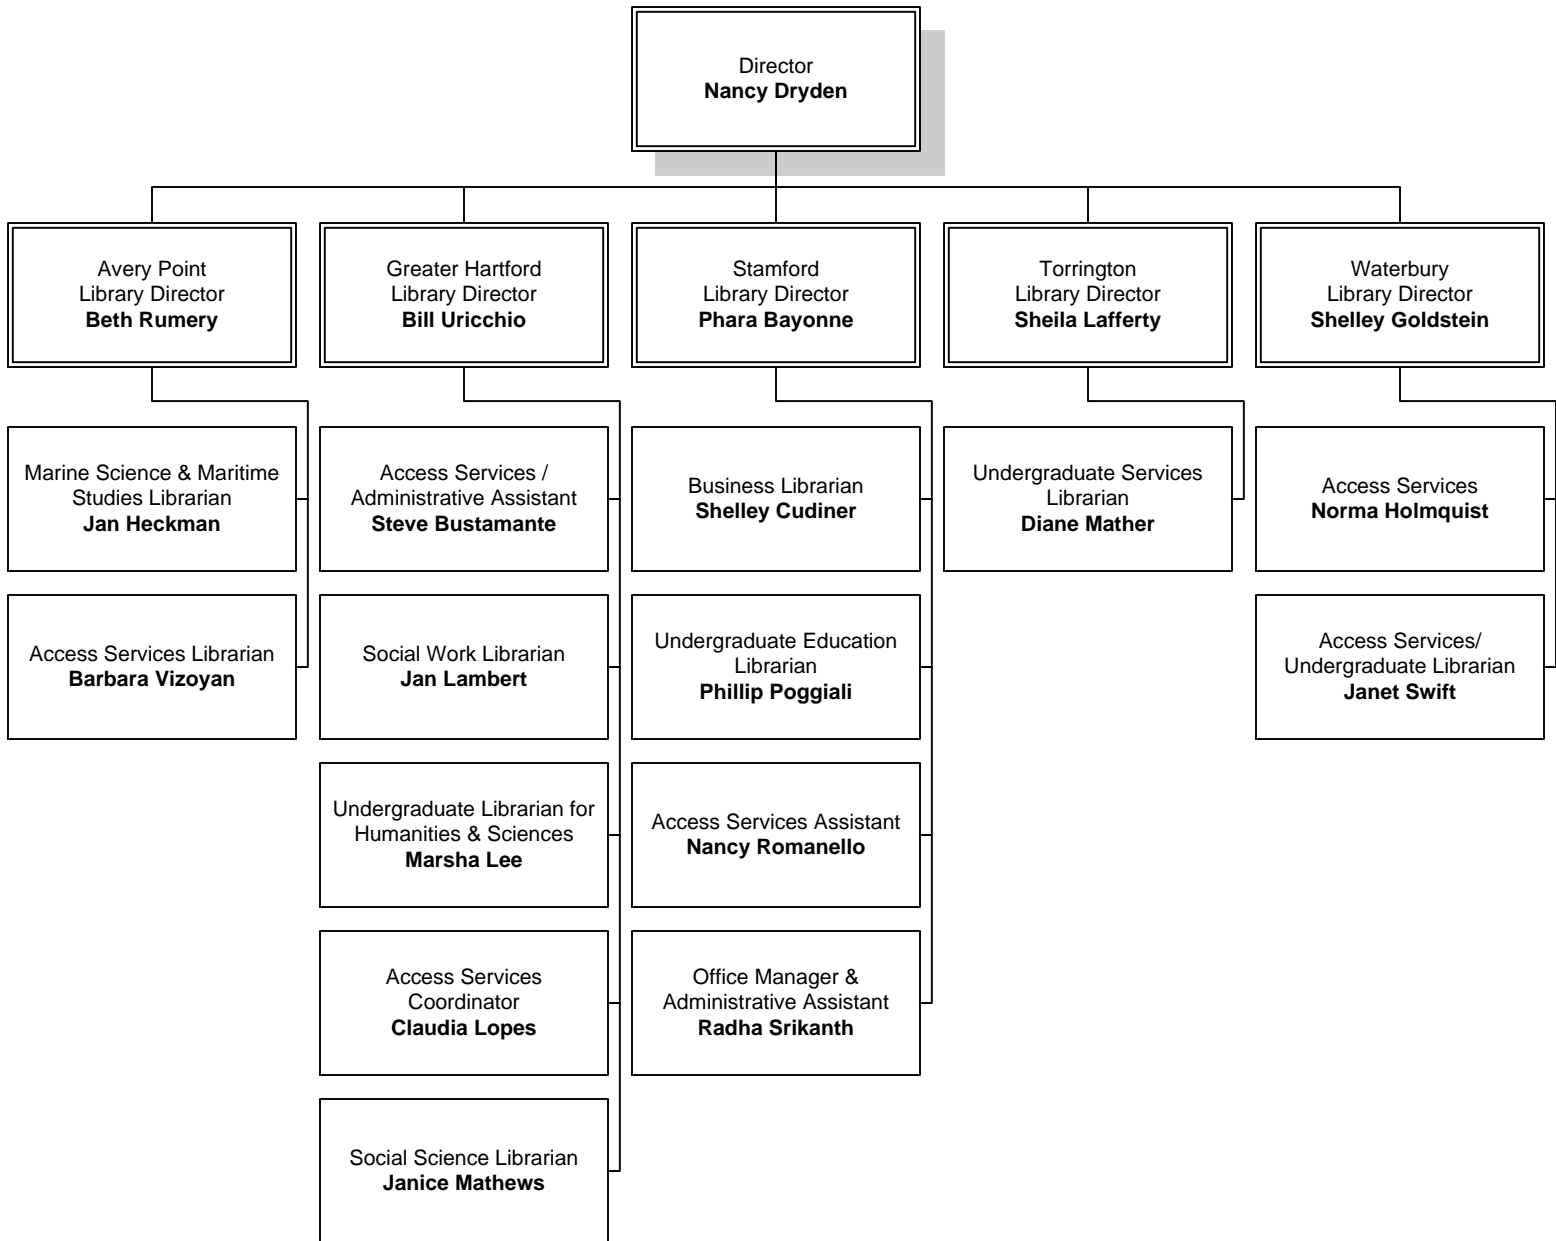 Director
Nancy Dryden
Avery Point
Library Director
Beth Rumery
Greater Hartford
Library Director
Bill Uricchio
Stamford
Library Director
Phara Bayonne
Torrington
Library Director
Sheila Lafferty
Waterbury
Library Director
Shelley Goldstein
Marine Science & Maritime
Studies Librarian
Jan Heckman
Access Services Librarian
Barbara Vizoyan
Access Services /
Administrative Assistant
Steve Bustamante
Social Work Librarian
Jan Lambert
Undergraduate Librarian for
Humanities & Sciences
Marsha Lee
Access Services
Coordinator
Claudia Lopes
Social Science Librarian
Janice Mathews
Business Librarian
Shelley Cudiner
Undergraduate Education
Librarian
Phillip Poggiali
Access Services Assistant
Nancy Romanello
Office Manager &
Administrative Assistant
Radha Srikanth
Undergraduate Services
Librarian
Diane Mather
Access Services
Norma Holmquist
Access Services/
Undergraduate Librarian
Janet Swift